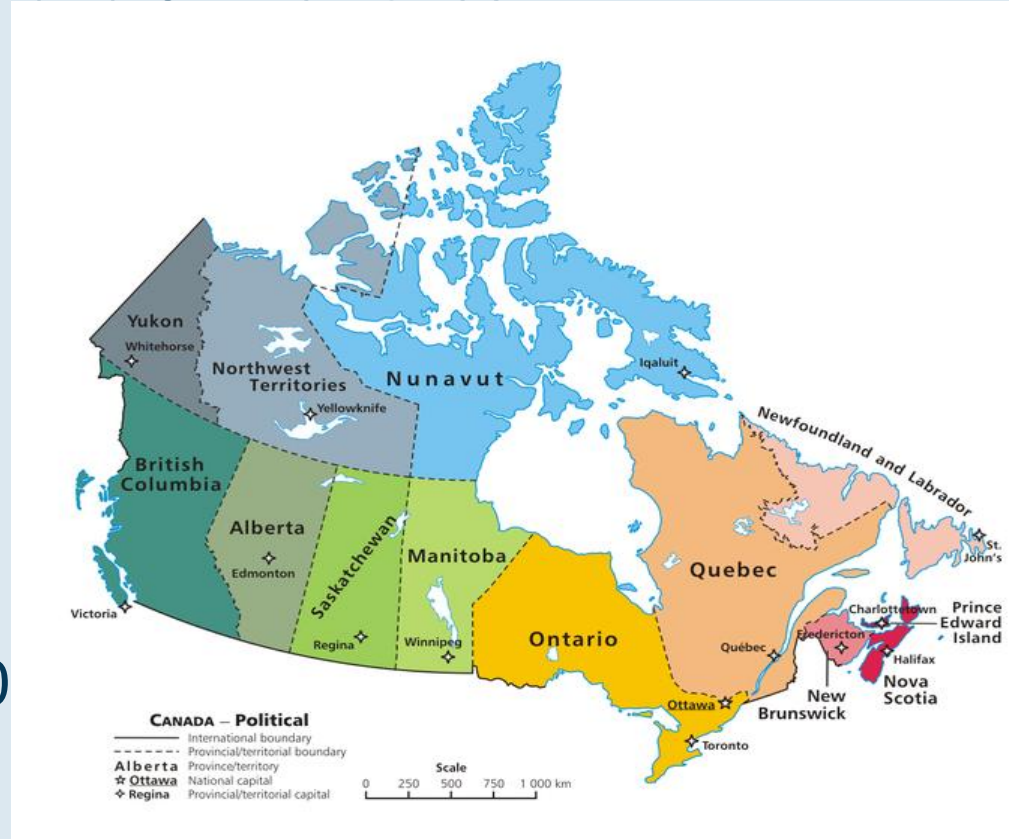 Yukon
Whitehorse
Northwest
Territories
Yellowknife
Nunavut
Iqaluit
Newfoundland and Labrador
British
Columbia
Alberta
Edmonton
Saskatchewan
Manitoba
Quebec
St.
John's
Victoria
Regina
Winnipeg
Ontario
Québec
Charlottetown
Prince
Edward
Island
Fredericton
Halifax
Nova
Scotia
New
Brunswick
Ottawa
Toronto
CANADA – Political
International boundary
Provincial/territorial boundary
Alberta Province/territory
Ottawa National capital
Regina Provincial/territorial capital
Scale
0 250 500 750 1 000 km